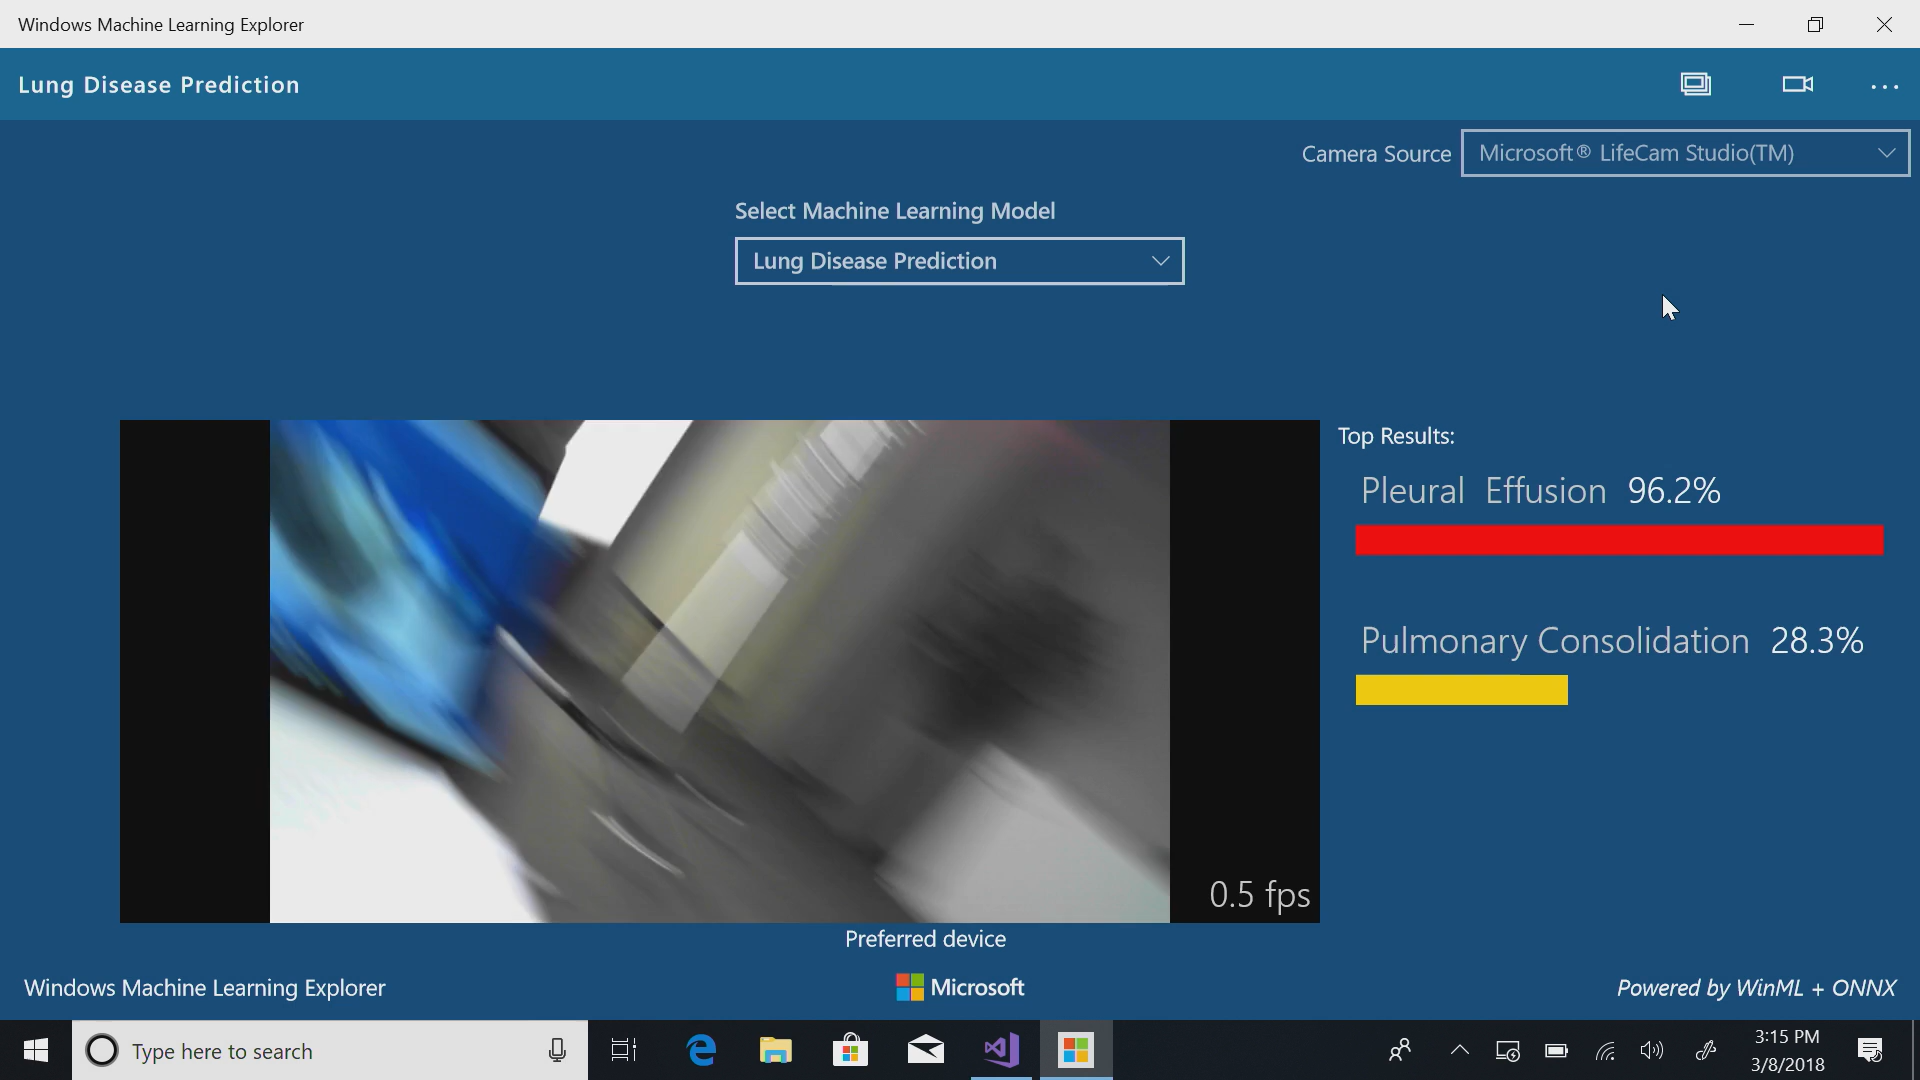 Windows Machine Learning Explorer
Lung Disease Prediction
Camera Source
Microsoft® LifeCam Studio(TM)
Select Machine Learning Model
Lung Disease Prediction
Top Results:
Pleural Effusion 96.2%
Pulmonary Consolidation 28.3%
0.5 fps
Preferred device
Windows Machine Learning Explorer
Microsoft
Powered by WinML + ONNX
Type here to search
3:15 PM
3/8/2018